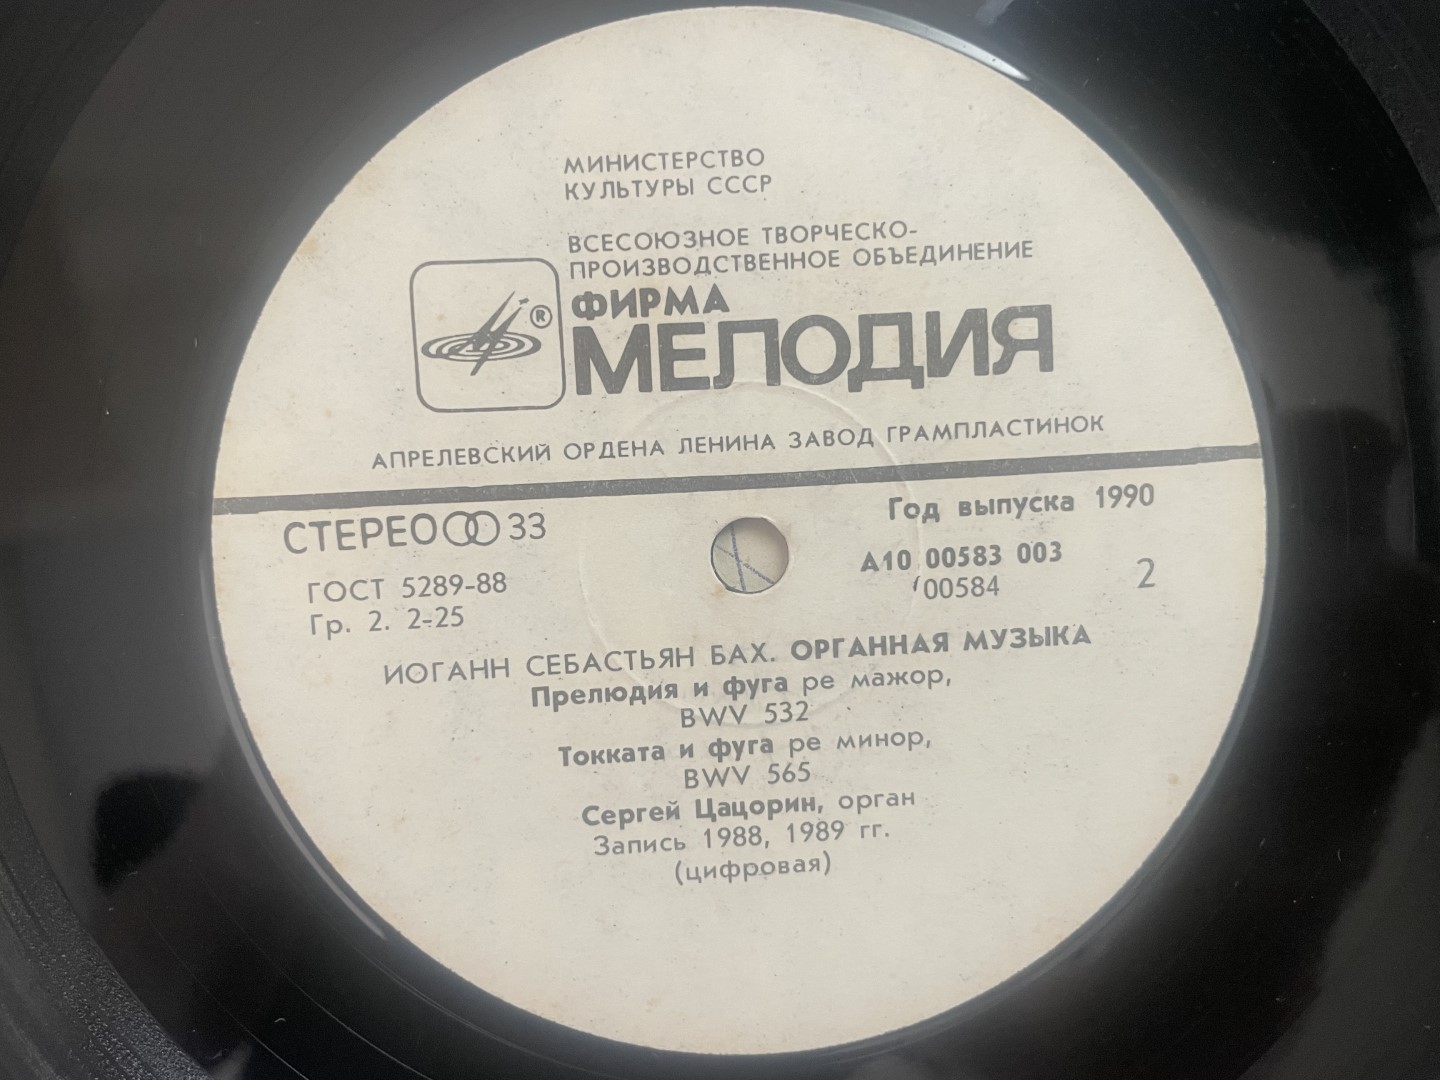 МИНИСТЕРСТВО
КУЛЬТУРЫ СССР
ВСЕСОЮЗНОЕ ТВОРЧЕСКО-
ПРОИЗВОДСТВЕННОЕ ОБЪЕДИНЕНИЕ
®
ФИРМА
МЕЛОДИЯ
АПРЕЛЕВСКИЙ ОРДЕНА ЛЕНИНА ЗАВОД ГРАМПЛАСТИНОК
СТЕРЕО 33
Год выпуска 1990
ГОСТ 5289-88
А10 00583 003
Гр. 2. 2-25
00584
2
ИОГАНН СЕБАСТЬЯН БАХ. ОРГАННАЯ МУЗЫКА
Прелюдия и фуга ре мажор,
BWV 532
Токката и фуга ре минор,
BWV 565
Сергей Цацорин, орган
Запись 1988, 1989 гг.
(цифровая)